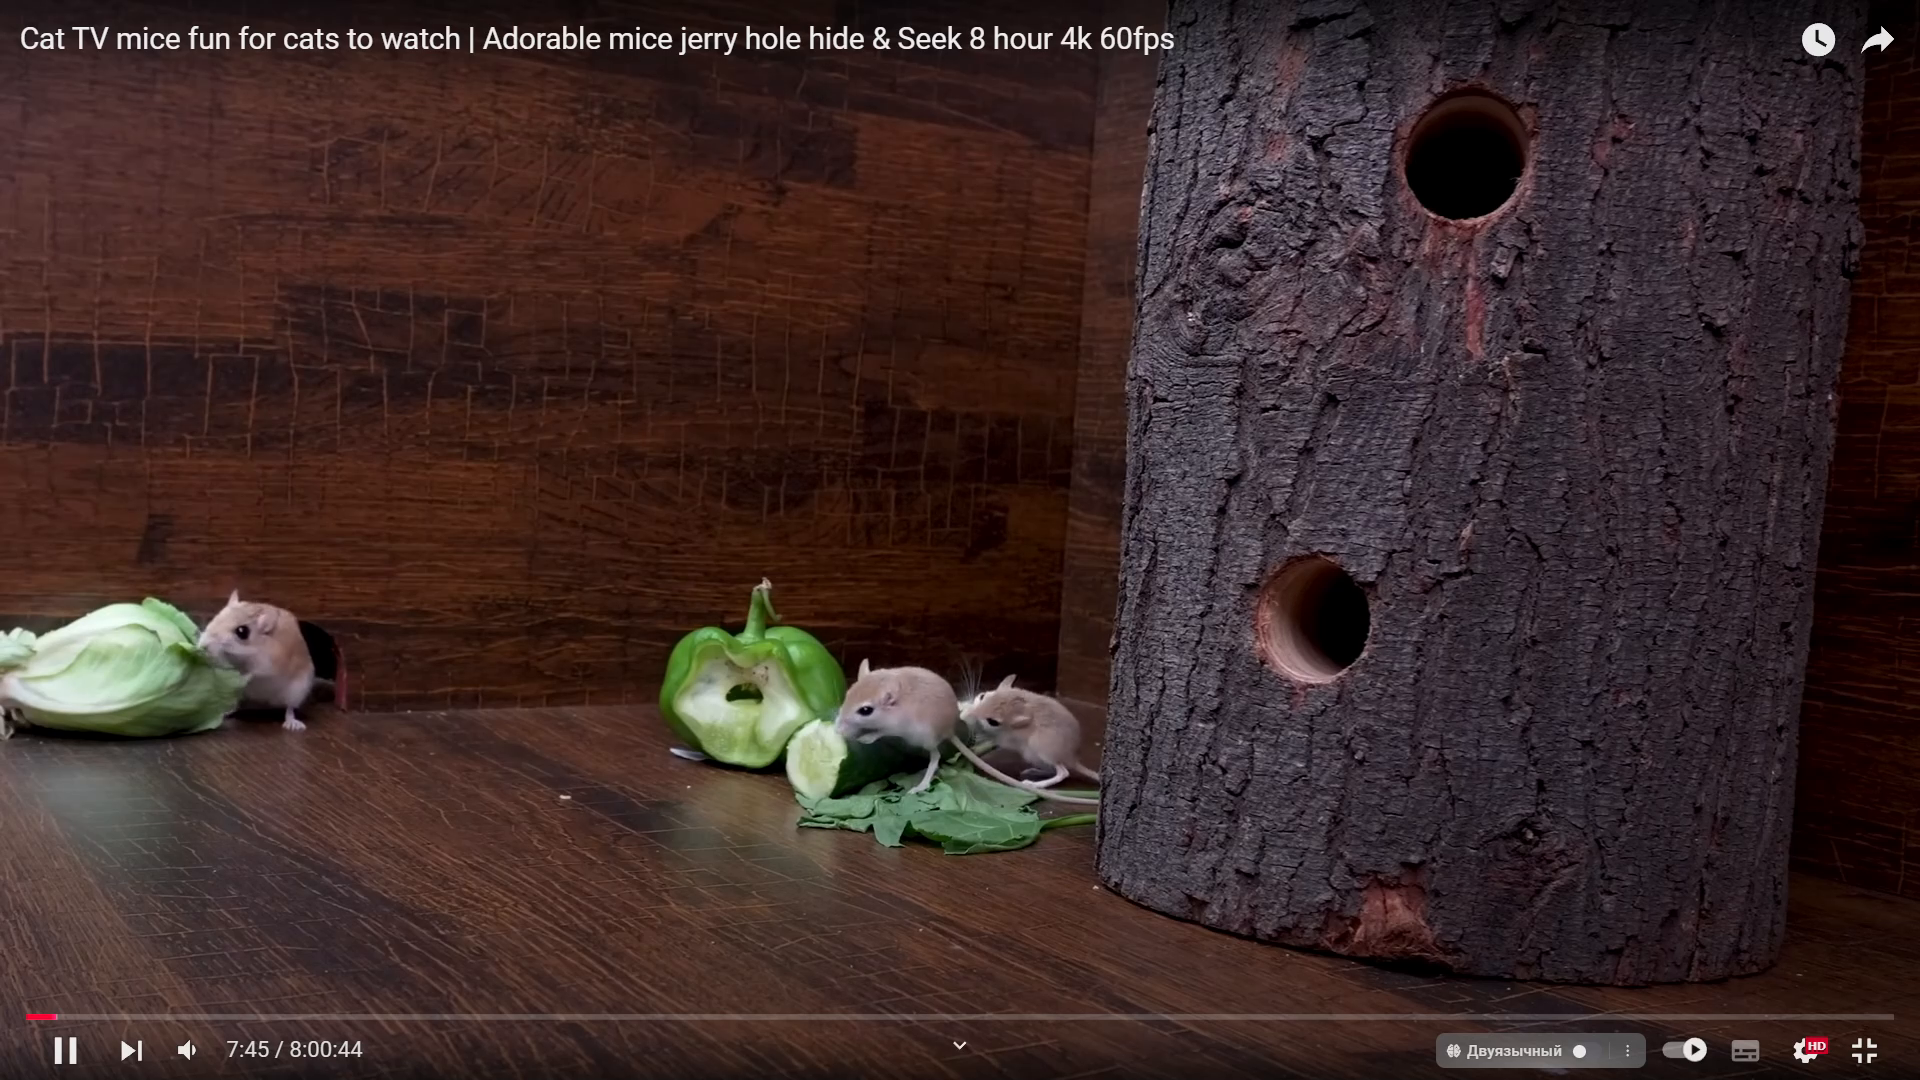 Cat TV mice fun for cats to watch | Adorable mice jerry hole hide & Seek 8 hour 4k 60fps
7:45 / 8:00:44
Двуязычный
HD